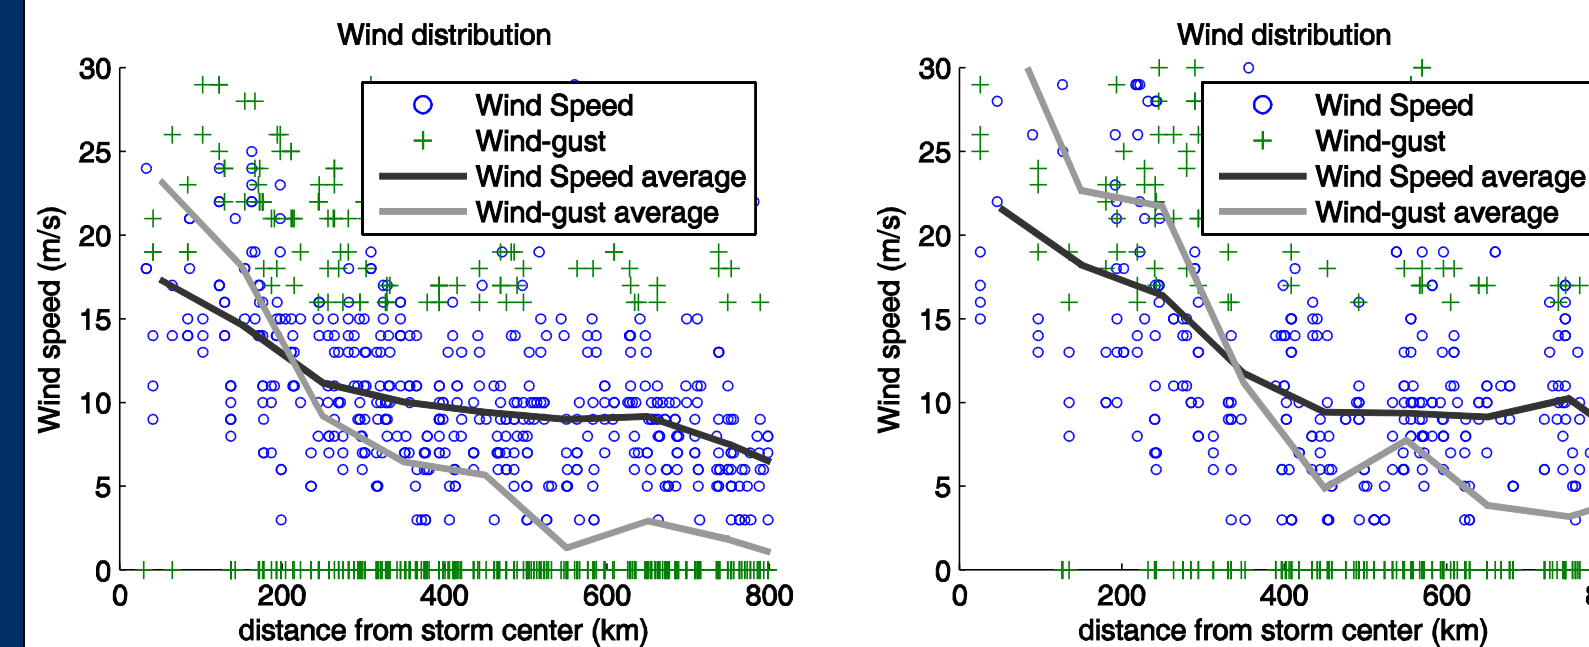 Wind distribution
30
25
20
15
10
5
0
0 200 400 600 800
Wind speed (m/s)
distance from storm center (km)
Wind Speed
Wind-gust
Wind Speed average
Wind-gust average
Wind distribution
30
25
20
15
10
5
0
0 200 400 600
Wind speed (m/s)
distance from storm center (km)
Wind Speed
Wind-gust
Wind Speed average
Wind-gust average